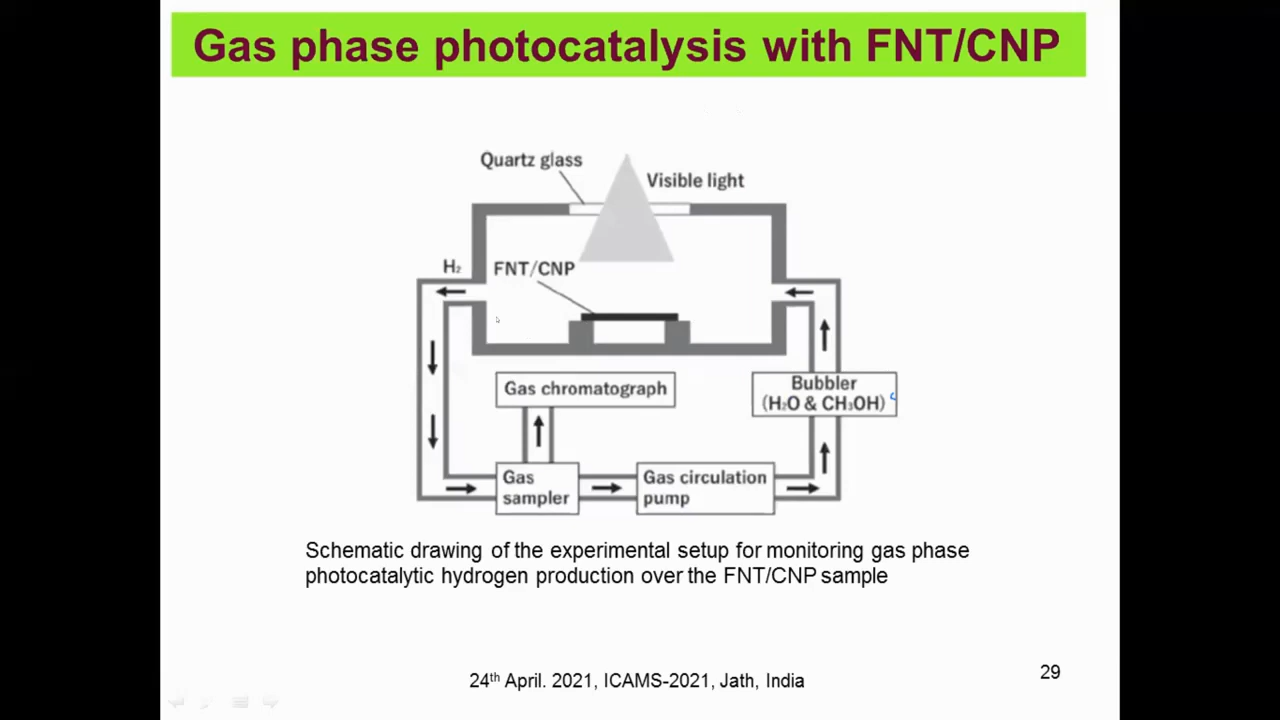 Gas phase photocatalysis with FNT/CNP
Quartz glass
Visible light
H₂
FNT/CNP
Gas chromatograph
Bubbler
(H₂O & CH₃OH)
Gas
sampler
Gas circulation
pump
Schematic drawing of the experimental setup for monitoring gas phase
photocatalytic hydrogen production over the FNT/CNP sample
24th April. 2021, ICAMS-2021, Jath, India
29